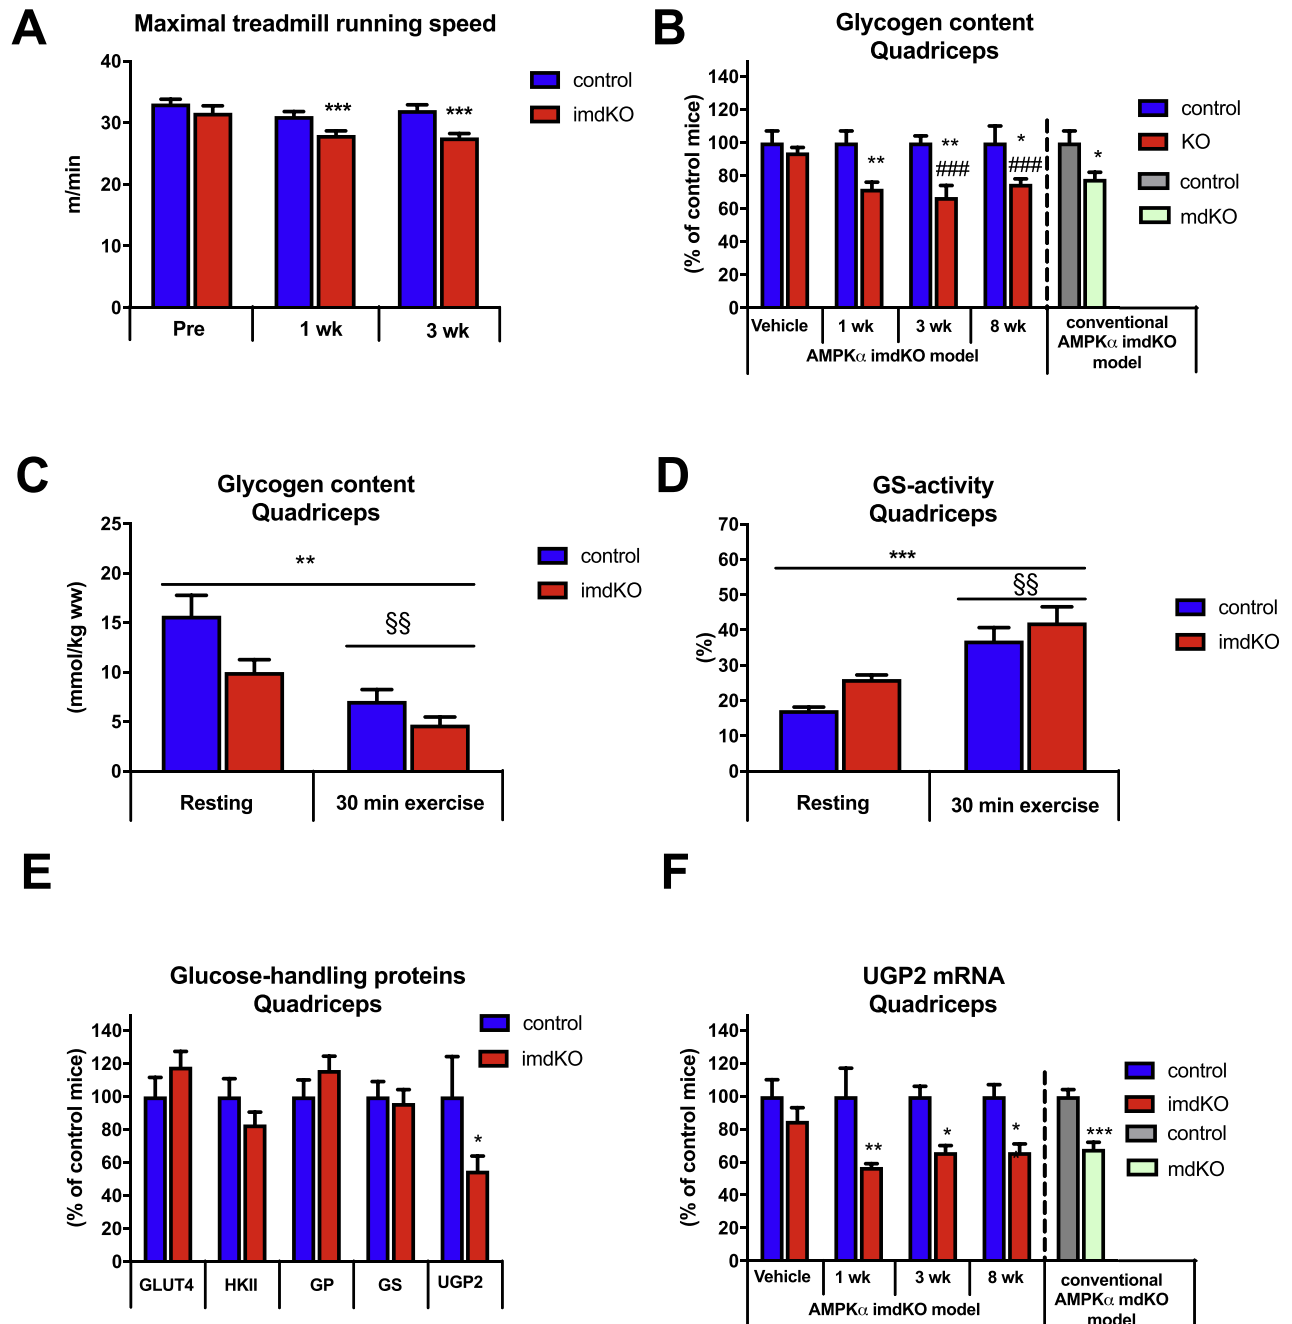 A
Maximal treadmill running speed
40
30
20
10
0
m/min
*** ***
Pre 1 wk 3 wk
control
imdKO
B
Glycogen content
Quadriceps
140
120
100
80
60
40
20
0
(% of control mice)
** ** * *
### ###
Vehicle 1 wk 3 wk 8 wk
AMPKα imdKO model
conventional
AMPKα imdKO
model
control
KO
control
mdKO
C
Glycogen content
Quadriceps
25
20
15
10
5
0
(mmol/kg ww)
**
§§
Resting 30 min exercise
control
imdKO
D
GS-activity
Quadriceps
70
60
50
40
30
20
10
0
(%)
***
§§
Resting 30 min exercise
control
imdKO
E
Glucose-handling proteins
Quadriceps
140
120
100
80
60
40
20
0
(% of control mice)
*
GLUT4 HKII GP GS UGP2
control
imdKO
F
UGP2 mRNA
Quadriceps
140
120
100
80
60
40
20
0
(% of control mice)
** * * ***
Vehicle 1 wk 3 wk 8 wk
AMPKα imdKO model
conventional
AMPKα mdKO
model
control
imdKO
control
mdKO